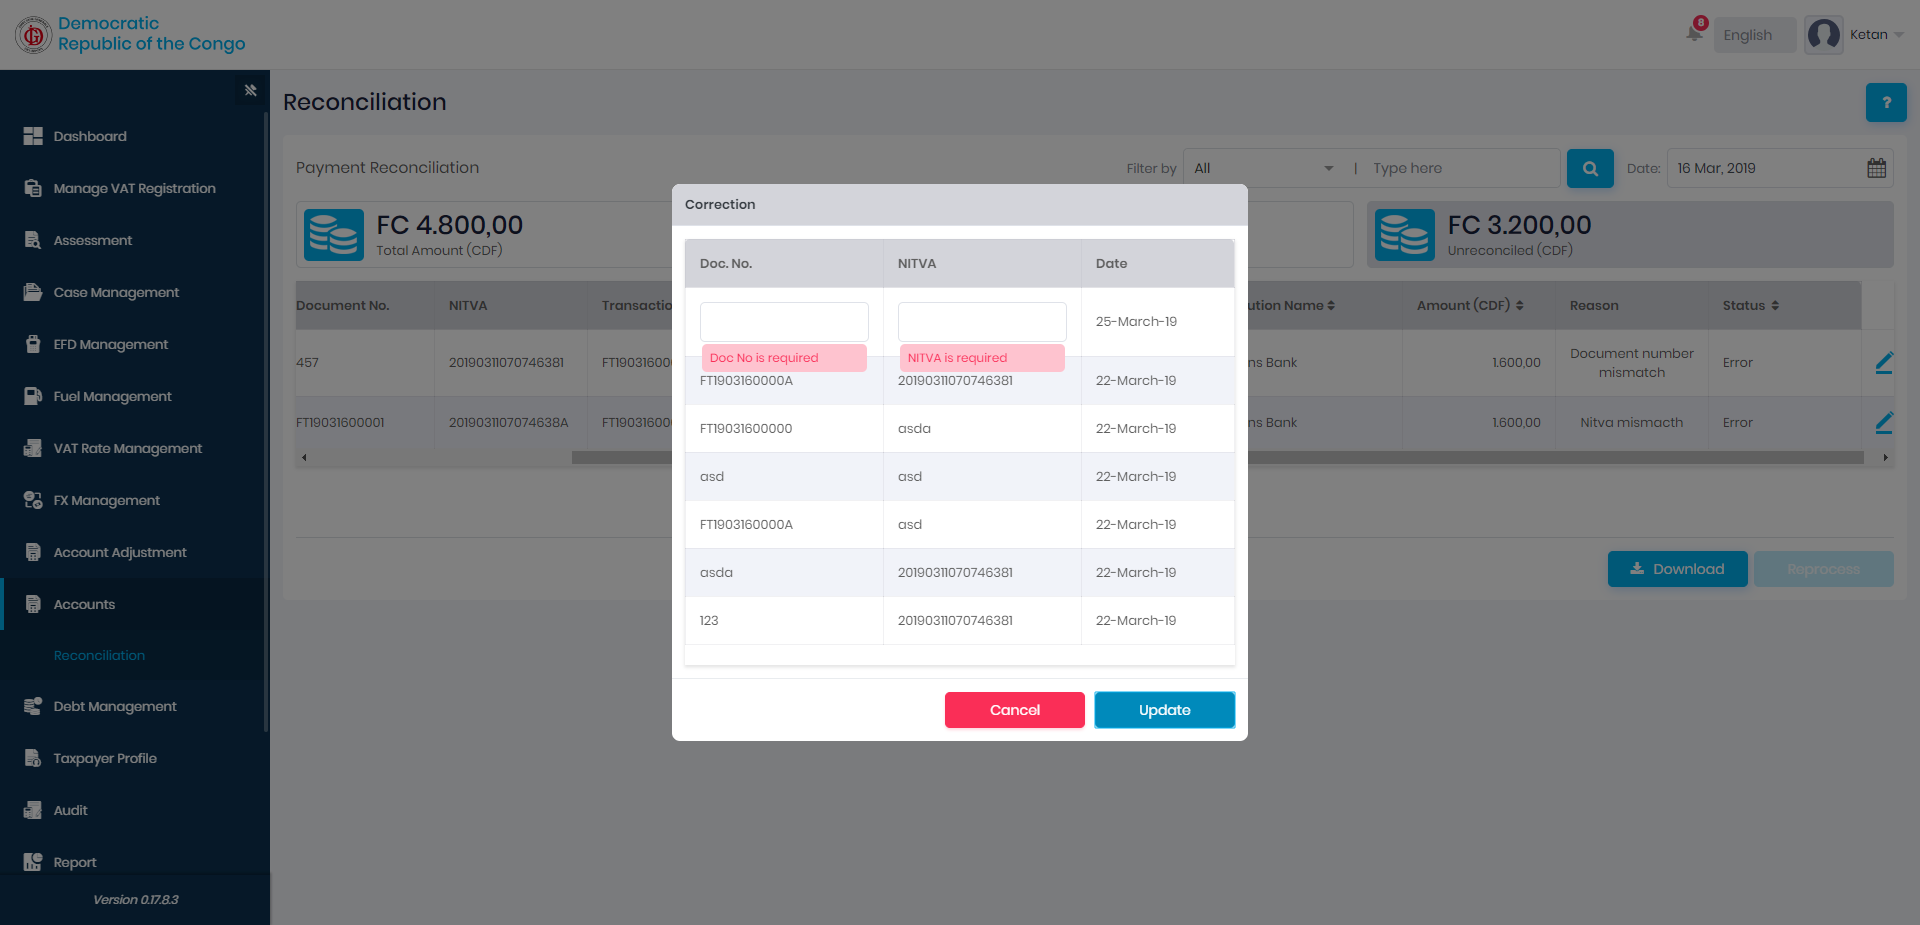 Democratic
Republic of the Congo
8
English
Ketan
Dashboard
Manage VAT Registration
Assessment
Case Management
EFD Management
Fuel Management
VAT Rate Management
FX Management
Account Adjustment
Accounts
Reconciliation
Debt Management
Taxpayer Profile
Audit
Report
Version 0.17.8.3
Reconciliation
?
Payment Reconciliation
Filter by
All
|
Type here
Date:
16 Mar, 2019
FC 4.800,00
Total Amount (CDF)
FC 3.200,00
Unreconciled (CDF)
Document No.
NITVA
Transactio
ution Name
Amount (CDF)
Reason
Status
457
20190311070746381
FT190316000
ns Bank
1.600,00
Document number
mismatch
Error
FT19031600001
2019031107074638A
FT190316000
ns Bank
1.600,00
Nitva mismacth
Error
Download
Reprocess
Correction
Doc. No.
NITVA
Date
25-March-19
Doc No is required
NITVA is required
FT1903160000A
20190311070746381
22-March-19
FT19031600000
asda
22-March-19
asd
asd
22-March-19
FT1903160000A
asd
22-March-19
asda
20190311070746381
22-March-19
123
20190311070746381
22-March-19
Cancel
Update